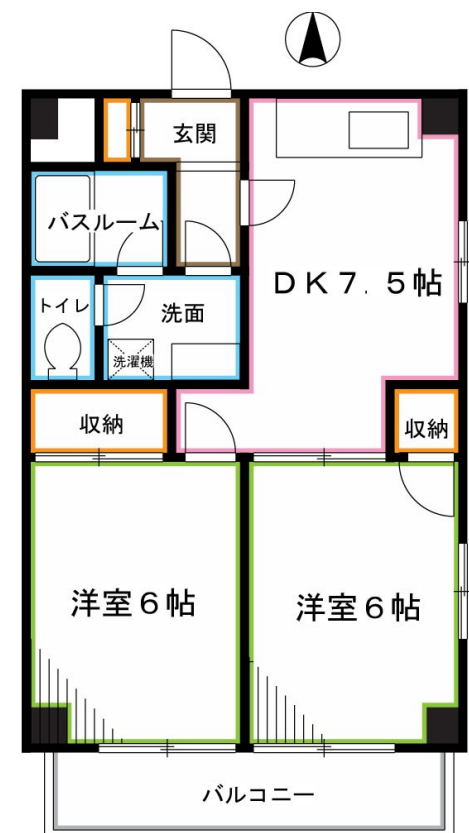 玄関
バスルーム
DK7.5帖
トイレ
洗面
洗濯機
収納
収納
洋室6帖
洋室6帖
バルコニー